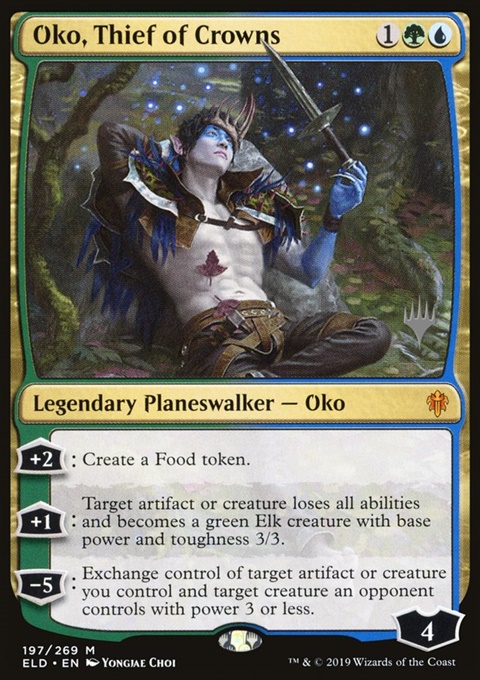 Oko, Thief of Crowns 1
Legendary Planeswalker — Oko
+2 : Create a Food token.
Target artifact or creature loses all abilities
+1 : and becomes a green Elk creature with base
power and toughness 3/3.
Exchange control of target artifact or creature
−5 : you control and target creature an opponent
controls with power 3 or less.
4
197/269 M
ELD • EN Yongjae Choi
™ & © 2019 Wizards of the Coast